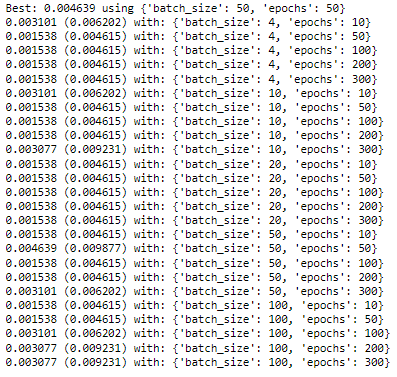 Best: 0.004639 using {'batch_size': 50, 'epochs': 50}
0.003101 (0.006202) with: {'batch_size': 4, 'epochs': 10}
0.001538 (0.004615) with: {'batch_size': 4, 'epochs': 50}
0.001538 (0.004615) with: {'batch_size': 4, 'epochs': 100}
0.001538 (0.004615) with: {'batch_size': 4, 'epochs': 200}
0.001538 (0.004615) with: {'batch_size': 4, 'epochs': 300}
0.003101 (0.006202) with: {'batch_size': 10, 'epochs': 10}
0.001538 (0.004615) with: {'batch_size': 10, 'epochs': 50}
0.001538 (0.004615) with: {'batch_size': 10, 'epochs': 100}
0.001538 (0.004615) with: {'batch_size': 10, 'epochs': 200}
0.003077 (0.009231) with: {'batch_size': 10, 'epochs': 300}
0.001538 (0.004615) with: {'batch_size': 20, 'epochs': 10}
0.001538 (0.004615) with: {'batch_size': 20, 'epochs': 50}
0.001538 (0.004615) with: {'batch_size': 20, 'epochs': 100}
0.001538 (0.004615) with: {'batch_size': 20, 'epochs': 200}
0.001538 (0.004615) with: {'batch_size': 20, 'epochs': 300}
0.001538 (0.004615) with: {'batch_size': 50, 'epochs': 10}
0.004639 (0.009877) with: {'batch_size': 50, 'epochs': 50}
0.001538 (0.004615) with: {'batch_size': 50, 'epochs': 100}
0.001538 (0.004615) with: {'batch_size': 50, 'epochs': 200}
0.003101 (0.006202) with: {'batch_size': 50, 'epochs': 300}
0.001538 (0.004615) with: {'batch_size': 100, 'epochs': 10}
0.001538 (0.004615) with: {'batch_size': 100, 'epochs': 50}
0.003101 (0.006202) with: {'batch_size': 100, 'epochs': 100}
0.003077 (0.009231) with: {'batch_size': 100, 'epochs': 200}
0.003077 (0.009231) with: {'batch_size': 100, 'epochs': 300}